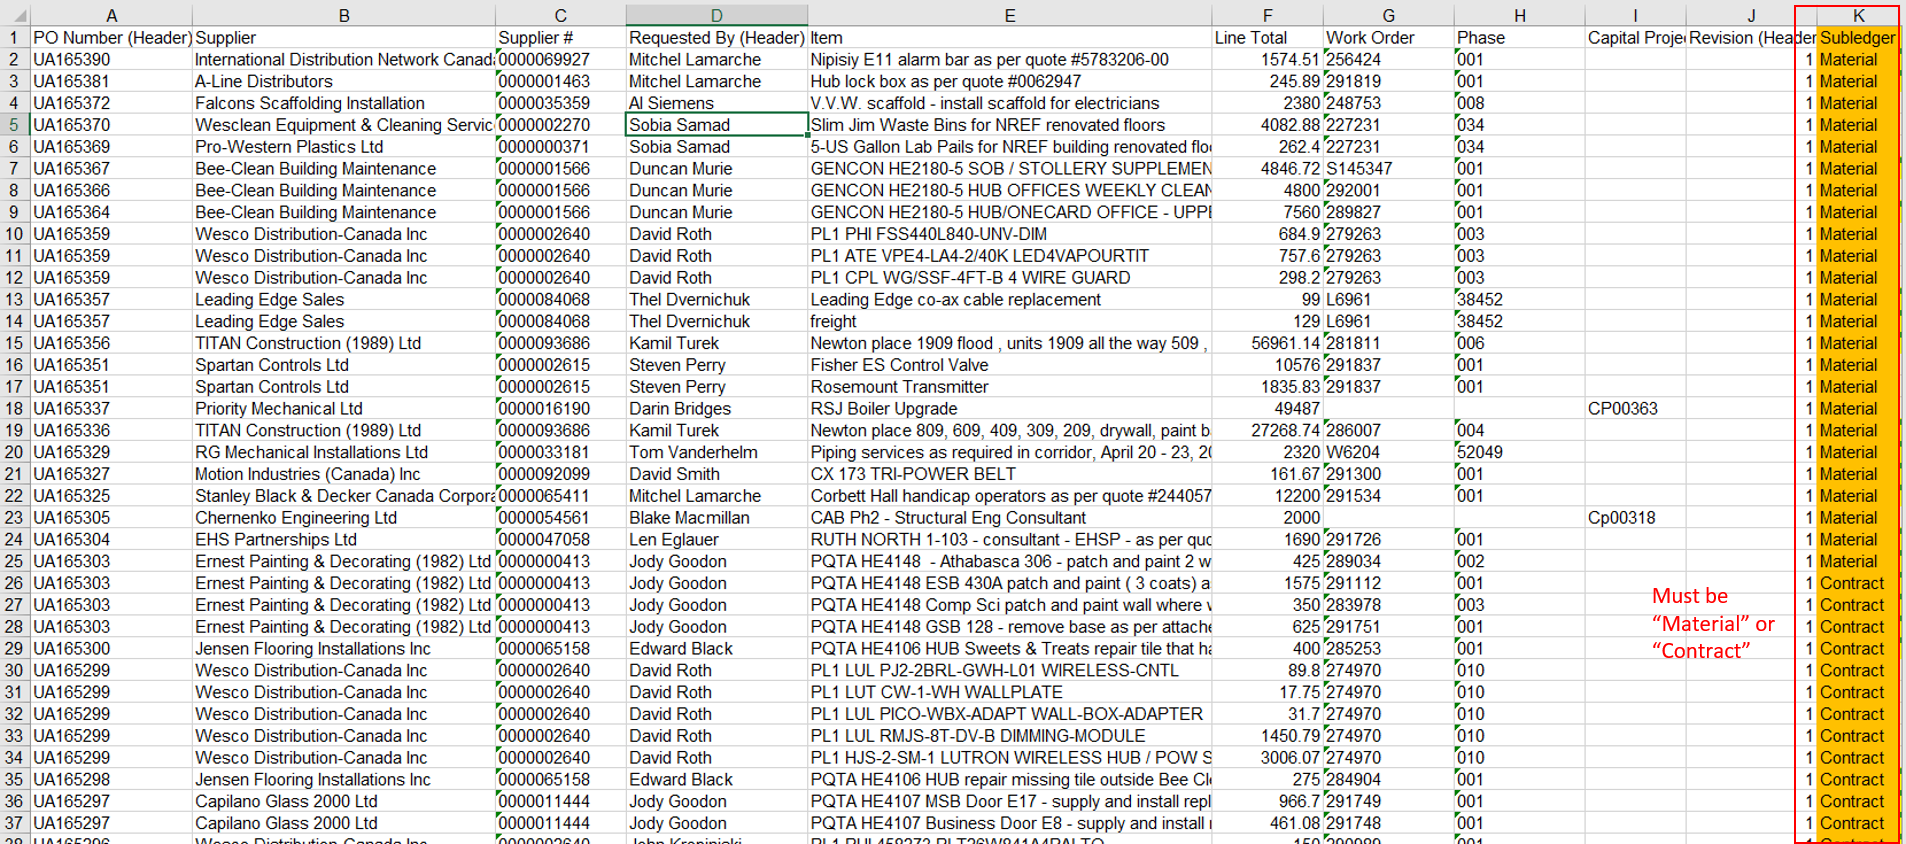 A B C D E F G H I J K
1 PO Number (Header) Supplier Supplier # Requested By (Header) Item Line Total Work Order Phase Capital Proje Revision (Header Subledger
2 UA165390 International Distribution Network Canad 0000069927 Mitchel Lamarche Nipisiy E11 alarm bar as per quote #5783206-00 1574.51 256424 001 1 Material
3 UA165381 A-Line Distributors 0000001463 Mitchel Lamarche Hub lock box as per quote #0062947 245.89 291819 001 1 Material
4 UA165372 Falcons Scaffolding Installation 0000035359 Al Siemens V.V.W. scaffold - install scaffold for electricians 2380 248753 008 1 Material
5 UA165370 Wesclean Equipment & Cleaning Servic 0000002270 Sobia Samad Slim Jim Waste Bins for NREF renovated floors 4082.88 227231 034 1 Material
6 UA165369 Pro-Western Plastics Ltd 0000000371 Sobia Samad 5-US Gallon Lab Pails for NREF building renovated flo 262.4 227231 034 1 Material
7 UA165367 Bee-Clean Building Maintenance 0000001566 Duncan Murie GENCON HE2180-5 SOB / STOLLERY SUPPLEMEN 4846.72 S145347 001 1 Material
8 UA165366 Bee-Clean Building Maintenance 0000001566 Duncan Murie GENCON HE2180-5 HUB OFFICES WEEKLY CLEAN 4800 292001 001 1 Material
9 UA165364 Bee-Clean Building Maintenance 0000001566 Duncan Murie GENCON HE2180-5 HUB/ONECARD OFFICE - UPPE 7560 289827 001 1 Material
10 UA165359 Wesco Distribution-Canada Inc 0000002640 David Roth PL1 PHI FSS440L840-UNV-DIM 684.9 279263 003 1 Material
11 UA165359 Wesco Distribution-Canada Inc 0000002640 David Roth PL1 ATE VPE4-LA4-2/40K LED4VAPOURTIT 757.6 279263 003 1 Material
12 UA165359 Wesco Distribution-Canada Inc 0000002640 David Roth PL1 CPL WG/SSF-4FT-B 4 WIRE GUARD 298.2 279263 003 1 Material
13 UA165357 Leading Edge Sales 0000084068 Thel Dvernichuk Leading Edge co-ax cable replacement 99 L6961 38452 1 Material
14 UA165357 Leading Edge Sales 0000084068 Thel Dvernichuk freight 129 L6961 38452 1 Material
15 UA165356 TITAN Construction (1989) Ltd 0000093686 Kamil Turek Newton place 1909 flood , units 1909 all the way 509 , 56961.14 281811 006 1 Material
16 UA165351 Spartan Controls Ltd 0000002615 Steven Perry Fisher ES Control Valve 10576 291837 001 1 Material
17 UA165351 Spartan Controls Ltd 0000002615 Steven Perry Rosemount Transmitter 1835.83 291837 001 1 Material
18 UA165337 Priority Mechanical Ltd 0000016190 Darin Bridges RSJ Boiler Upgrade 49487 CP00363 1 Material
19 UA165336 TITAN Construction (1989) Ltd 0000093686 Kamil Turek Newton place 809, 609, 409, 309, 209, drywall, paint b 27268.74 286007 004 1 Material
20 UA165329 RG Mechanical Installations Ltd 0000033181 Tom Vanderhelm Piping services as required in corridor, April 20 - 23, 20 2320 W6204 52049 1 Material
21 UA165327 Motion Industries (Canada) Inc 0000092099 David Smith CX 173 TRI-POWER BELT 161.67 291300 001 1 Material
22 UA165325 Stanley Black & Decker Canada Corpora 0000065411 Mitchel Lamarche Corbett Hall handicap operators as per quote #244057 12200 291534 001 1 Material
23 UA165305 Chernenko Engineering Ltd 0000054561 Blake Macmillan CAB Ph2 - Structural Eng Consultant 2000 Cp00318 1 Material
24 UA165304 EHS Partnerships Ltd 0000047058 Len Eglauer RUTH NORTH 1-103 - consultant - EHSP - as per quo 1690 291726 001 1 Material
25 UA165303 Ernest Painting & Decorating (1982) Ltd 0000000413 Jody Goodon PQTA HE4148 - Athabasca 306 - patch and paint 2 w 425 289034 002 1 Material
26 UA165303 Ernest Painting & Decorating (1982) Ltd 0000000413 Jody Goodon PQTA HE4148 ESB 430A patch and paint ( 3 coats) a 1575 291112 001 1 Contract
27 UA165303 Ernest Painting & Decorating (1982) Ltd 0000000413 Jody Goodon PQTA HE4148 Comp Sci patch and paint wall where w 350 283978 003 1 Contract
28 UA165303 Ernest Painting & Decorating (1982) Ltd 0000000413 Jody Goodon PQTA HE4148 GSB 128 - remove base as per attache 625 291751 001 1 Contract
29 UA165300 Jensen Flooring Installations Inc 0000065158 Edward Black PQTA HE4106 HUB Sweets & Treats repair tile that ha 400 285253 001 1 Contract
30 UA165299 Wesco Distribution-Canada Inc 0000002640 David Roth PL1 LUL PJ2-2BRL-GWH-L01 WIRELESS-CNTL 89.8 274970 010 1 Contract
31 UA165299 Wesco Distribution-Canada Inc 0000002640 David Roth PL1 LUT CW-1-WH WALLPLATE 17.75 274970 010 1 Contract
32 UA165299 Wesco Distribution-Canada Inc 0000002640 David Roth PL1 LUL PICO-WBX-ADAPT WALL-BOX-ADAPTER 31.7 274970 010 1 Contract
33 UA165299 Wesco Distribution-Canada Inc 0000002640 David Roth PL1 LUL RMJS-8T-DV-B DIMMING-MODULE 1450.79 274970 010 1 Contract
34 UA165299 Wesco Distribution-Canada Inc 0000002640 David Roth PL1 HJS-2-SM-1 LUTRON WIRELESS HUB / POW S 3006.07 274970 010 1 Contract
35 UA165298 Jensen Flooring Installations Inc 0000065158 Edward Black PQTA HE4106 HUB repair missing tile outside Bee Cl 275 284904 001 1 Contract
36 UA165297 Capilano Glass 2000 Ltd 0000011444 Jody Goodon PQTA HE4107 MSB Door E17 - supply and install repl 966.7 291749 001 1 Contract
37 UA165297 Capilano Glass 2000 Ltd 0000011444 Jody Goodon PQTA HE4107 Business Door E8 - supply and install 461.08 291748 001 1 Contract
Must be
“Material” or
“Contract”